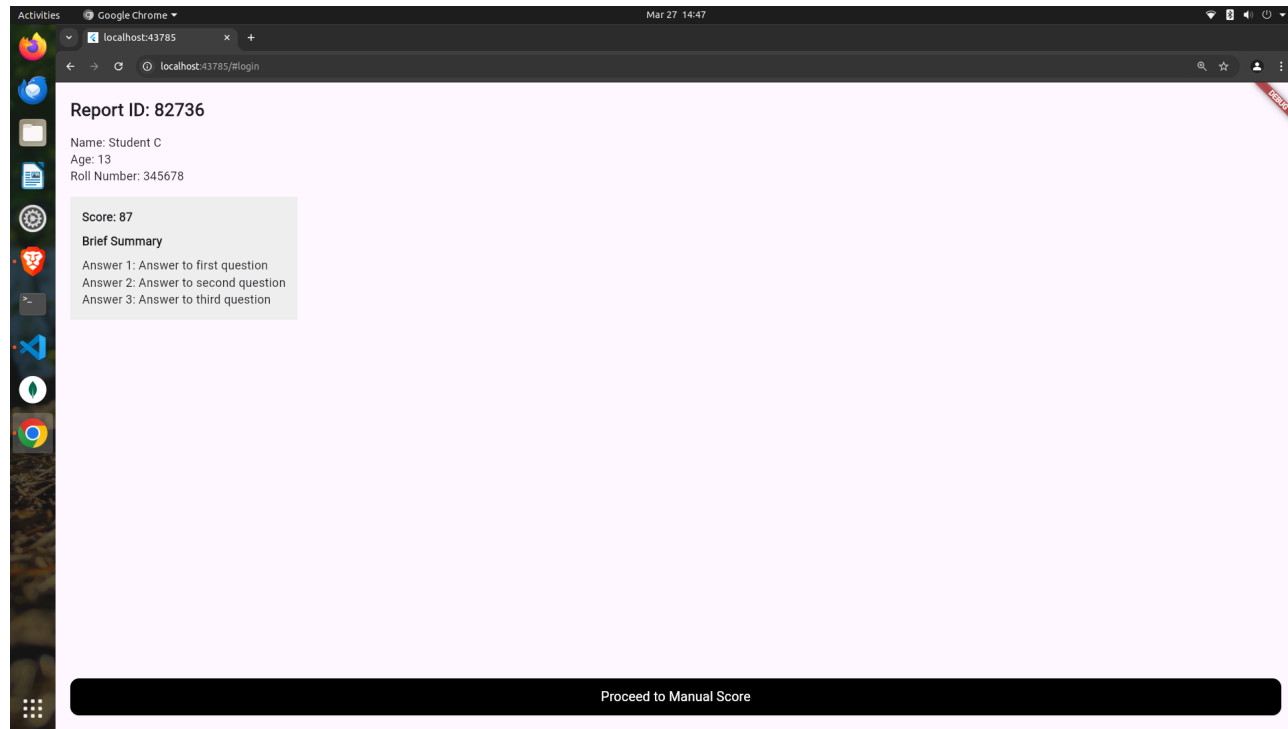 Activities
Google Chrome
Mar 27 14:47
localhost:43785
localhost:43785/#login
DEBUG
Report ID: 82736
Name: Student C
Age: 13
Roll Number: 345678
Score: 87
Brief Summary
Answer 1: Answer to first question
Answer 2: Answer to second question
Answer 3: Answer to third question
Proceed to Manual Score